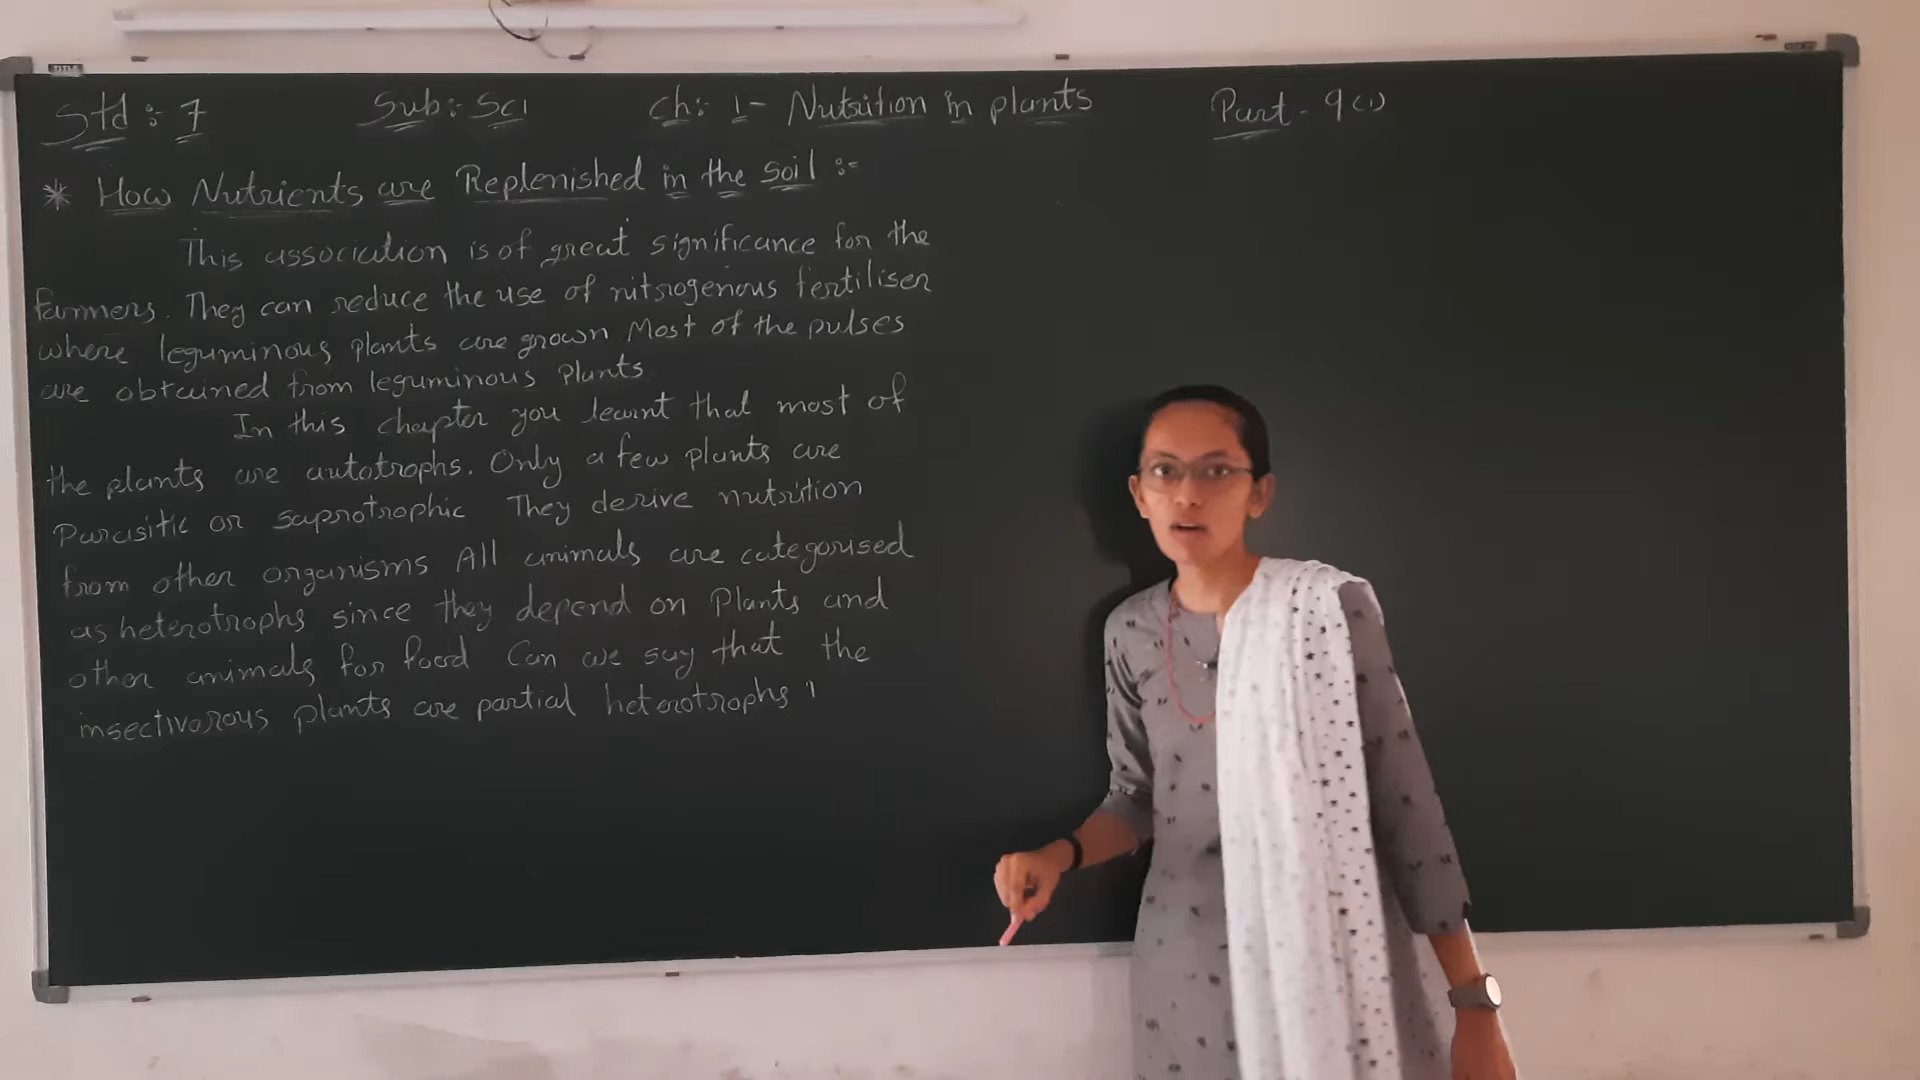 Std : 7 Sub:- Sci Ch:- 1 - Nutrition in plants Part - 9 (1)
* How Nutrients are Replenished in the soil :-
This association is of great significance for the
farmers. They can reduce the use of nitrogenous fertiliser
where leguminous plants are grown Most of the pulses
are obtained from leguminous Plants
In this chapter you learnt that most of
the plants are autotrophs. Only a few plants are
Parasitic or saprotrophic They derive nutrition
from other organisms All animals are categorised
as heterotrophs since they depend on Plants and
other animals for food Can we say that the
insectivorous plants are partial heterotrophs